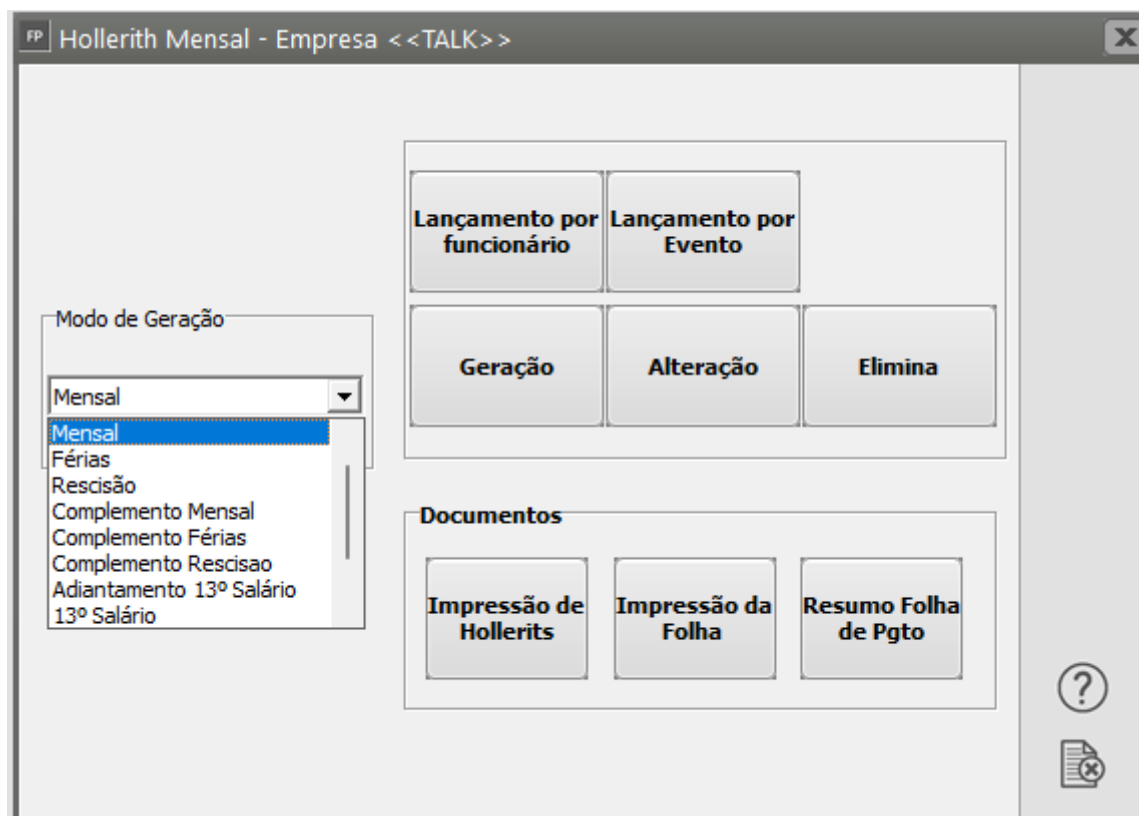 FP Hollerith Mensal - Empresa <<TALK>>
Lançamento por
funcionário
Lançamento por
Evento
Modo de Geração
Mensal
Mensal
Férias
Rescisão
Complemento Mensal
Complemento Férias
Complemento Rescisao
Adiantamento 13º Salário
13º Salário
Geração
Alteração
Elimina
Documentos
Impressão de
Hollerits
Impressão da
Folha
Resumo Folha
de Pgto
?